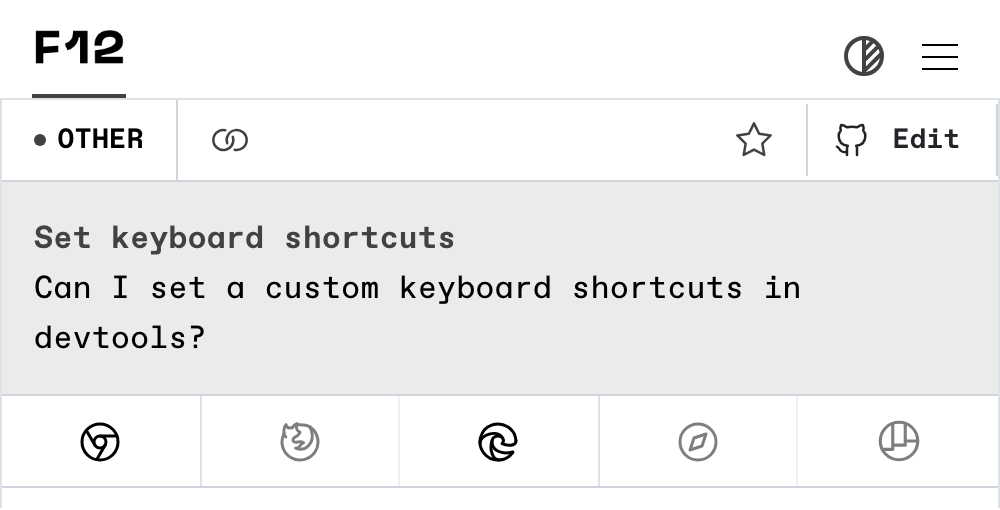 F12
OTHER
Edit
Set keyboard shortcuts
Can I set a custom keyboard shortcuts in
devtools?